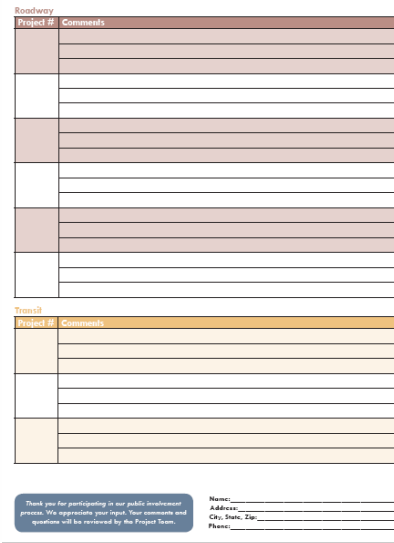 Roadway
Project # Comments
Transit
Project # Comments
Thank you for participating in our public involvement
process. We appreciate your input. Your comments and
questions will be reviewed by the Project Team.
Name:
Address:
City, State, Zip:
Phone: